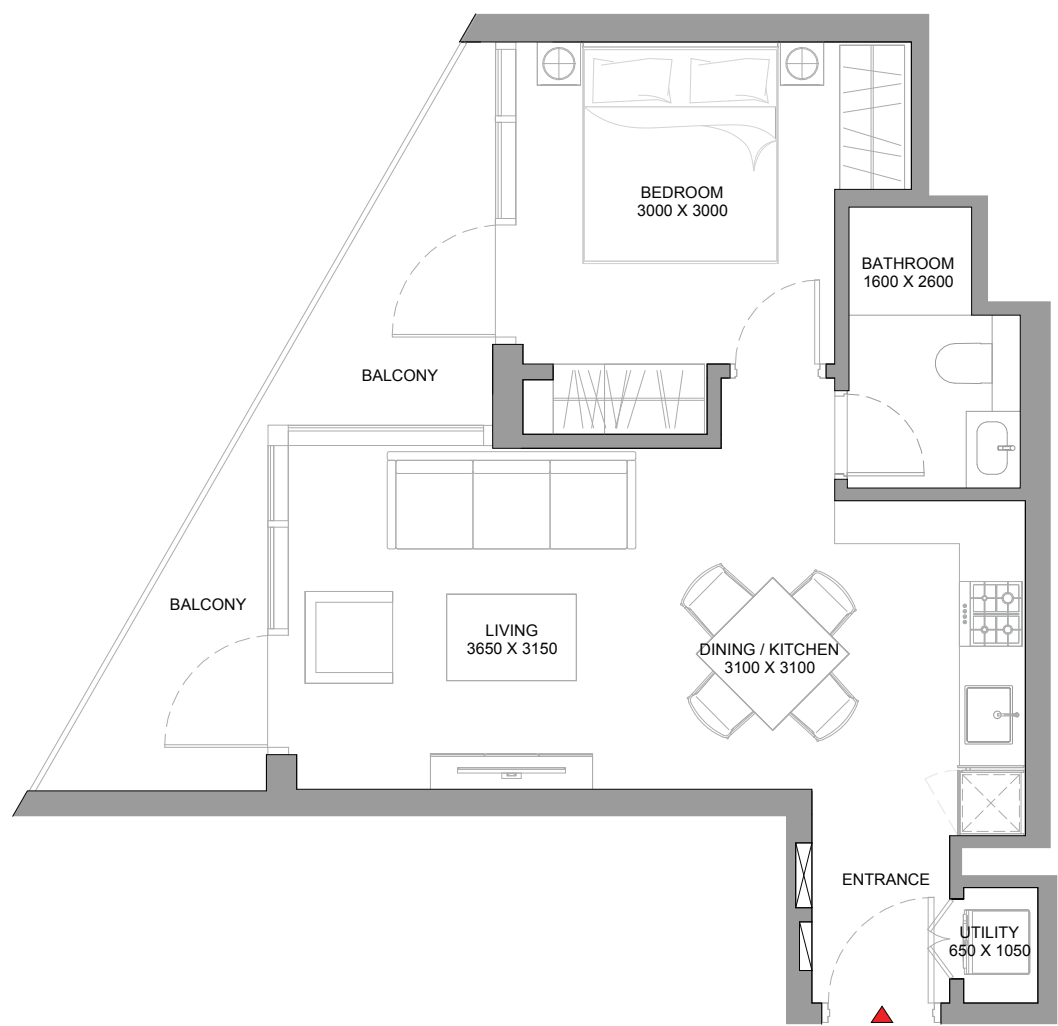 BEDROOM
3000 X 3000
BATHROOM
1600 X 2600
BALCONY
BALCONY
LIVING
3650 X 3150
DINING / KITCHEN
3100 X 3100
ENTRANCE
UTILITY
650 X 1050